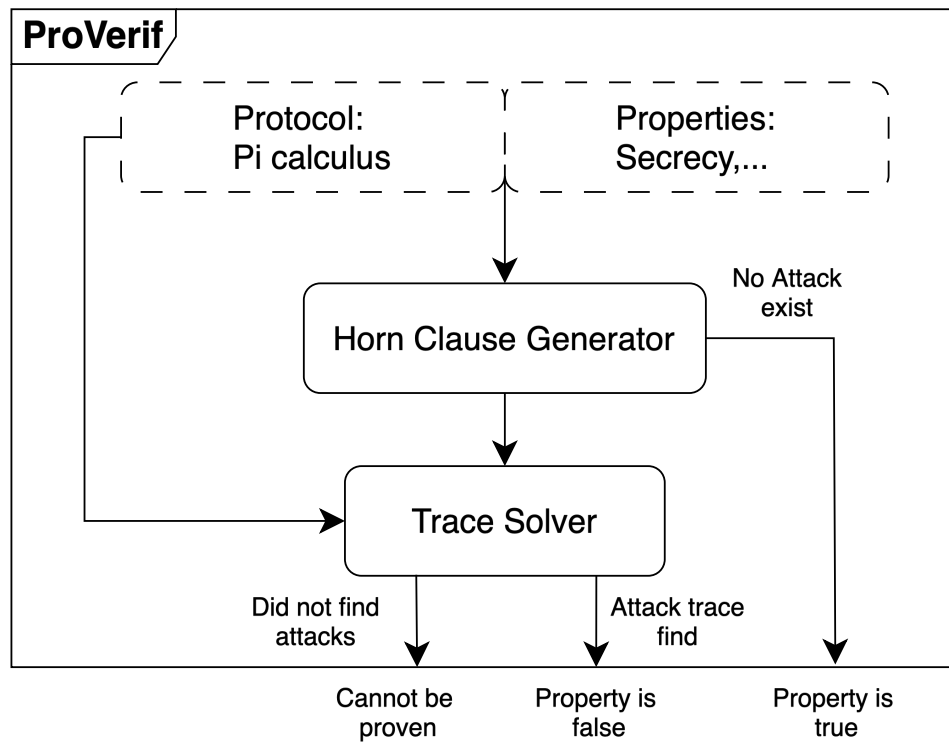 ProVerif
Protocol:
Pi calculus
Properties:
Secrecy,...
No Attack
exist
Horn Clause Generator
Trace Solver
Did not find
attacks
Attack trace
find
Cannot be
proven
Property is
false
Property is
true